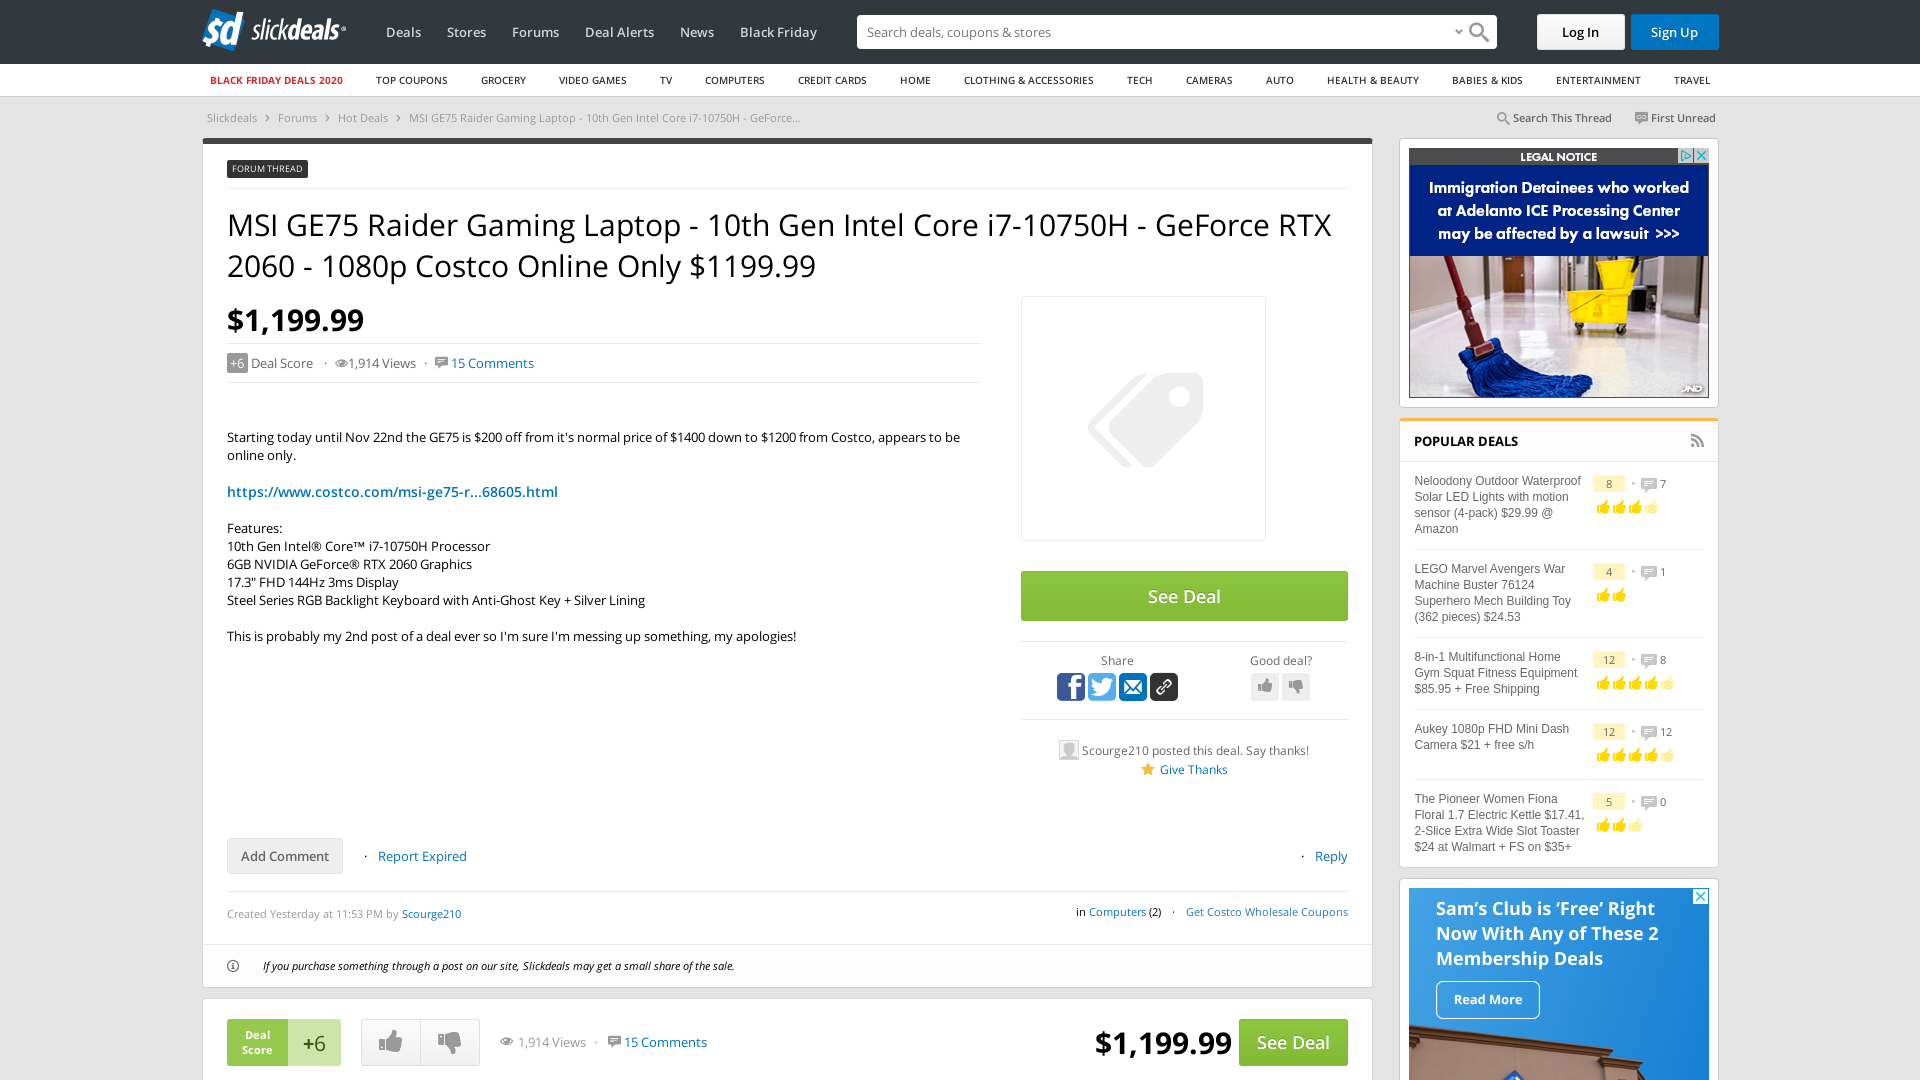 sd slickdeals
Deals
Stores
Forums
Deal Alerts
News
Black Friday
Search deals, coupons & shops
Log In
Sign Up
BLACK FRIDAY DEALS 2020
TOP COUPONS
GROCERY
VIDEO GAMES
TV
COMPUTERS
CREDIT CARDS
HOME
CLOTHING & ACCESSORIES
TECH
CAMERAS
AUTO
HEALTH & BEAUTY
BABIES & KIDS
ENTERTAINMENT
TRAVEL
Slickdeals > Forums > Hot Deals > MSI GE75 Raider Gaming Laptop - 10th Gen Intel Core i7-10750H - GeForce...
Search This Thread
First Unread
FORUM THREAD
MSI GE75 Raider Gaming Laptop - 10th Gen Intel Core i7-10750H - GeForce RTX
2060 - 1080p Costco Online Only $1199.99
$1,199.99
+6 Deal Score · 1,914 Views · 15 Comments
Starting today until Nov 22nd the GE75 is $200 off from it's normal price of $1400 down to $1200 from Costco, appears to be
online only.
https://www.costco.com/msi-ge75-r...68605.html
Features:
10th Gen Intel® Core™ i7-10750H Processor
6GB NVIDIA GeForce® RTX 2060 Graphics
17.3" FHD 144Hz 3ms Display
Steel Series RGB Backlight Keyboard with Anti-Ghost Key + Silver Lining
This is probably my 2nd post of a deal ever so I'm sure I'm messing up something, my apologies!
See Deal
Share
Good deal?
Scourge210 posted this deal. Say thanks!
Give Thanks
Add Comment · Report Expired
· Reply
Created Yesterday at 11:53 PM by Scourge210
in Computers (2) · Get Costco Wholesale Coupons
If you purchase something through a post on our site, Slickdeals may get a small share of the sale.
Deal
Score
+6
1,914 Views · 15 Comments
$1,199.99
See Deal
LEGAL NOTICE
Immigration Detainees who worked
at Adelanto ICE Processing Center
may be affected by a lawsuit >>>
JND
POPULAR DEALS
Neloodony Outdoor Waterproof
Solar LED Lights with motion
sensor (4-pack) $29.99 @
Amazon
8 · 7
LEGO Marvel Avengers War
Machine Buster 76124
Superhero Mech Building Toy
(362 pieces) $24.53
4 · 1
8-in-1 Multifunctional Home
Gym Squat Fitness Equipment
$85.95 + Free Shipping
12 · 8
Aukey 1080p FHD Mini Dash
Camera $21 + free s/h
12 · 12
The Pioneer Women Fiona
Floral 1.7 Electric Kettle $17.41,
2-Slice Extra Wide Slot Toaster
$24 at Walmart + FS on $35+
5 · 0
Sam's Club is ‘Free’ Right
Now With Any of These 2
Membership Deals
Read More